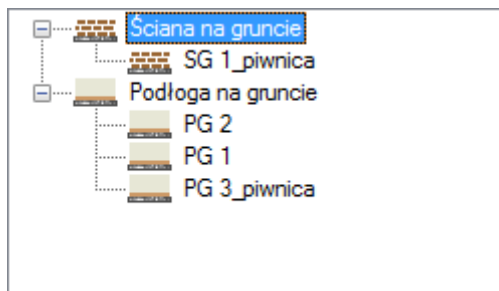 Ściana na gruncie
SG 1_piwnica
Podłoga na gruncie
PG 2
PG 1
PG 3_piwnica